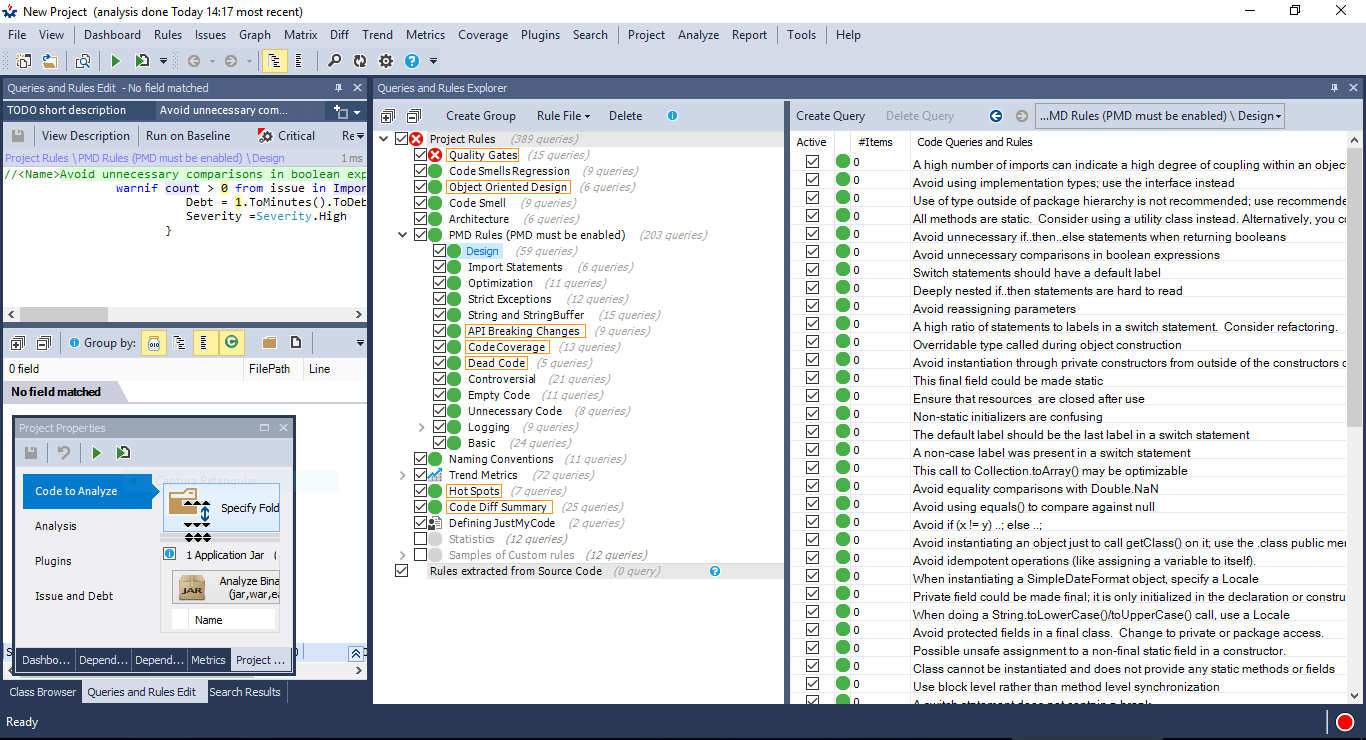 New Project  (analysis done Today 14:17 most recent)
File View Dashboard Rules Issues Graph Matrix Diff Trend Metrics Coverage Plugins Search Project Analyze Report Tools Help
Queries and Rules Edit - No field matched
TODO short description Avoid unnecessary com...
View Description Run on Baseline Critical Re
Project Rules \ PMD Rules (PMD must be enabled) \ Design 1 ms
//<Name>Avoid unnecessary comparisons in boolean exp
warnif count > 0 from issue in Impor
Debt = 1.ToMinutes().ToDeb
Severity =Severity.High
}
Group by:
0 field FilePath Line
No field matched
Project Properties
Code to Analyze
Analysis
Plugins
Issue and Debt
Captura Rectangular
Specify Fold
1 Application Jar (
JAR
Analyze Bina
(jar,war,ea
Name
Dashbo... Depend... Depend... Metrics Project ...
Class Browser Queries and Rules Edit Search Results
Ready
Queries and Rules Explorer
Create Group Rule File Delete
Project Rules (389 queries)
Quality Gates (15 queries)
Code Smells Regression (9 queries)
Object Oriented Design (6 queries)
Code Smell (9 queries)
Architecture (6 queries)
PMD Rules (PMD must be enabled) (203 queries)
Design (59 queries)
Import Statements (6 queries)
Optimization (11 queries)
Strict Exceptions (12 queries)
String and StringBuffer (15 queries)
API Breaking Changes (9 queries)
Code Coverage (13 queries)
Dead Code (5 queries)
Controversial (21 queries)
Empty Code (11 queries)
Unnecessary Code (8 queries)
Logging (9 queries)
Basic (24 queries)
Naming Conventions (11 queries)
Trend Metrics (72 queries)
Hot Spots (7 queries)
Code Diff Summary (25 queries)
Defining JustMyCode (2 queries)
Statistics (12 queries)
Samples of Custom rules (12 queries)
Rules extracted from Source Code (0 query)
Create Query Delete Query ...MD Rules (PMD must be enabled) \ Design
Active #Items Code Queries and Rules
0 A high number of imports can indicate a high degree of coupling within an objec
0 Avoid using implementation types; use the interface instead
0 Use of type outside of package hierarchy is not recommended; use recommende
0 All methods are static.  Consider using a utility class instead. Alternatively, you co
0 Avoid unnecessary if..then..else statements when returning booleans
0 Avoid unnecessary comparisons in boolean expressions
0 Switch statements should have a default label
0 Deeply nested if..then statements are hard to read
0 Avoid reassigning parameters
0 A high ratio of statements to labels in a switch statement.  Consider refactoring.
0 Overridable type called during object construction
0 Avoid instantiation through private constructors from outside of the constructors c
0 This final field could be made static
0 Ensure that resources  are closed after use
0 Non-static initializers are confusing
0 The default label should be the last label in a switch statement
0 A non-case label was present in a switch statement
0 This call to Collection.toArray() may be optimizable
0 Avoid equality comparisons with Double.NaN
0 Avoid using equals() to compare against null
0 Avoid if (x != y) ..; else ..;
0 Avoid instantiating an object just to call getClass() on it; use the .class public mem
0 Avoid idempotent operations (like assigning a variable to itself).
0 When instantiating a SimpleDateFormat object, specify a Locale
0 Private field could be made final; it is only initialized in the declaration or constru
0 When doing a String.toLowerCase()/toUpperCase() call, use a Locale
0 Avoid protected fields in a final class.  Change to private or package access.
0 Possible unsafe assignment to a non-final static field in a constructor.
0 Class cannot be instantiated and does not provide any static methods or fields
0 Use block level rather than method level synchronization
0 A switch statement does not contain a break